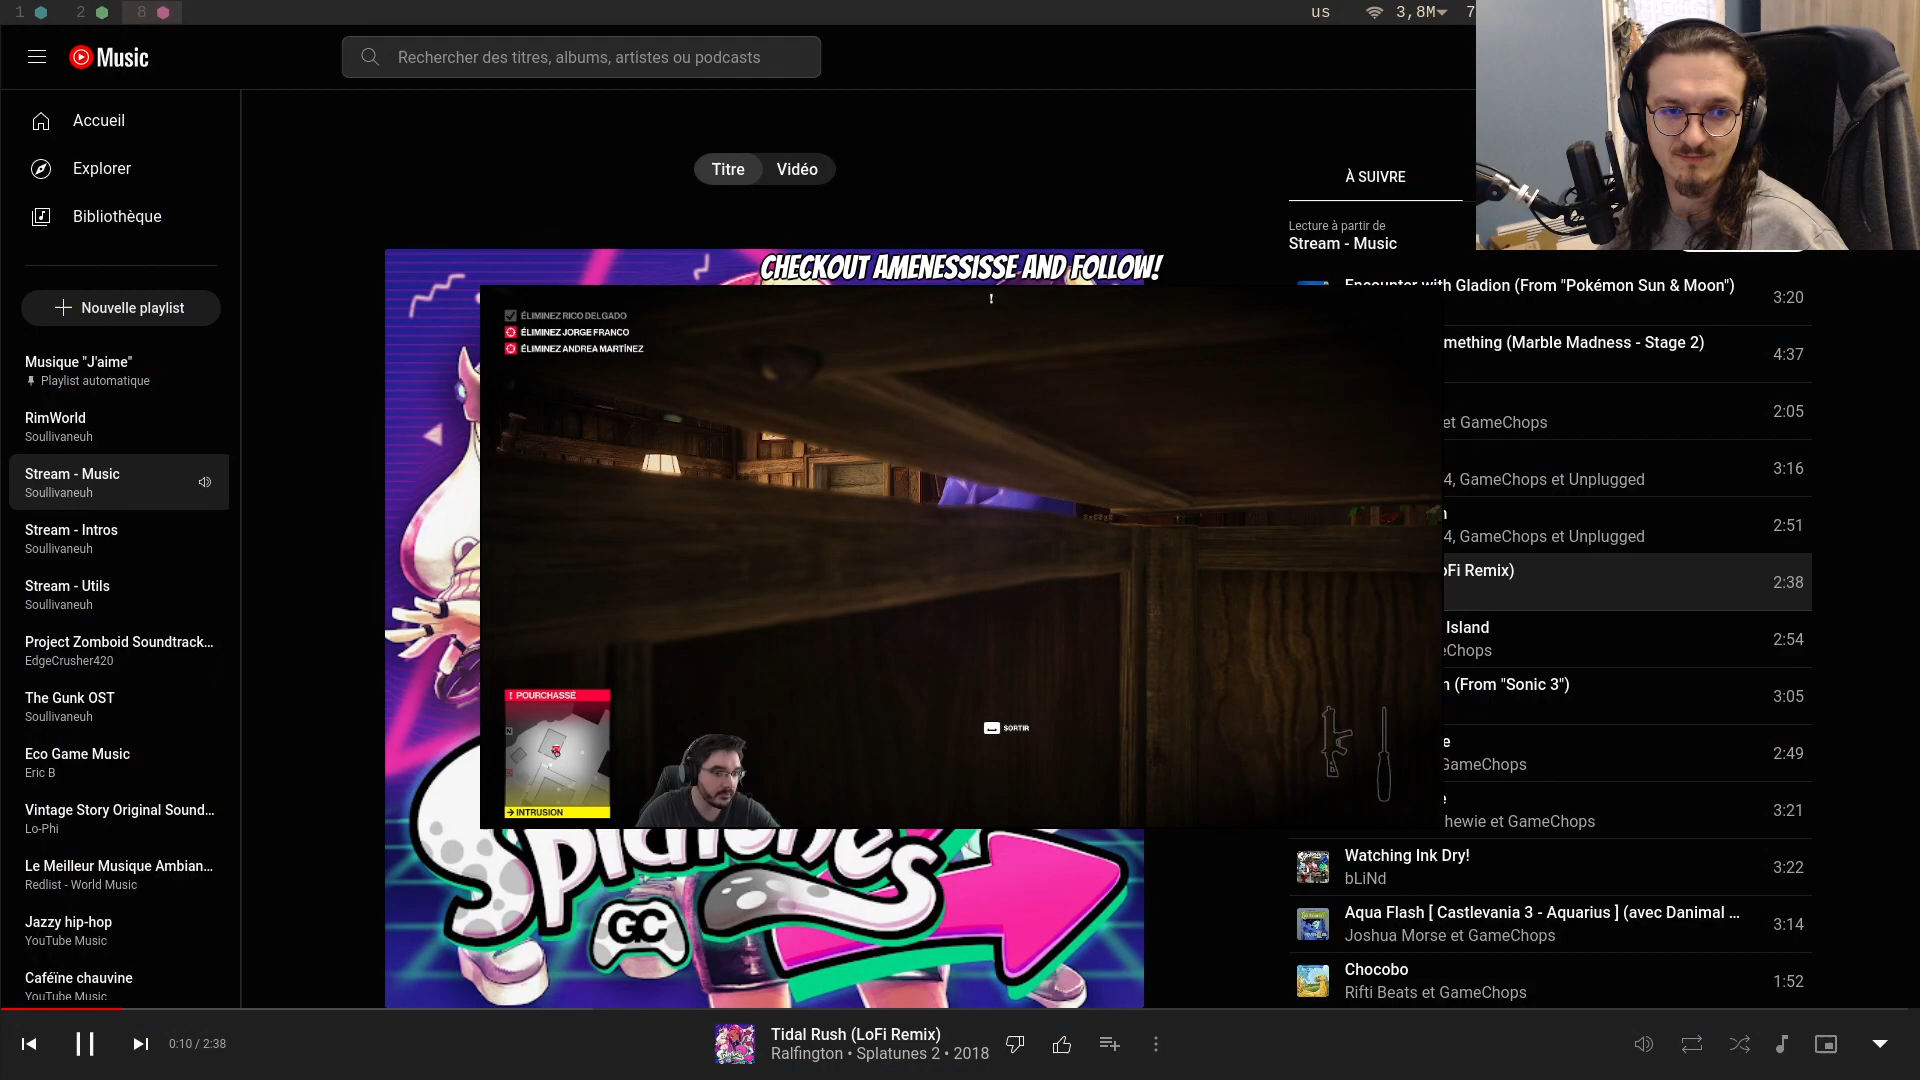 1
2
8
us
3,8M
7
Music
Rechercher des titres, albums, artistes ou podcasts
Accueil
Explorer
Bibliothèque
Nouvelle playlist
Musique "J'aime"
Playlist automatique
RimWorld
Soullivaneuh
Stream - Music
Soullivaneuh
Stream - Intros
Soullivaneuh
Stream - Utils
Soullivaneuh
Project Zomboid Soundtrack...
EdgeCrusher420
The Gunk OST
Soullivaneuh
Eco Game Music
Eric B
Vintage Story Original Sound...
Lo-Phi
Le Meilleur Musique Ambian...
Redlist - World Music
Jazzy hip-hop
YouTube Music
Caféïne chauvine
YouTube Music
Titre
Vidéo
CHECKOUT AMENESSISSE AND FOLLOW!
!
ÉLIMINEZ RICO DELGADO
ÉLIMINEZ JORGE FRANCO
ÉLIMINEZ ANDREA MARTÍNEZ
! POURCHASSÉ
N
INTRUSION
SORTIR
GC
À SUIVRE
Lecture à partir de
Stream - Music
Encounter with Gladion (From "Pokémon Sun & Moon")
3:20
mething (Marble Madness - Stage 2)
4:37
et GameChops
2:05
4, GameChops et Unplugged
3:16
n
4, GameChops et Unplugged
2:51
oFi Remix)
2:38
Island
eChops
2:54
n (From "Sonic 3")
3:05
e
GameChops
2:49
e
hewie et GameChops
3:21
Watching Ink Dry!
bLiNd
3:22
Aqua Flash [ Castlevania 3 - Aquarius ] (avec Danimal ...
Joshua Morse et GameChops
3:14
Chocobo
Rifti Beats et GameChops
1:52
0:10 / 2:38
Tidal Rush (LoFi Remix)
Ralfington • Splatunes 2 • 2018